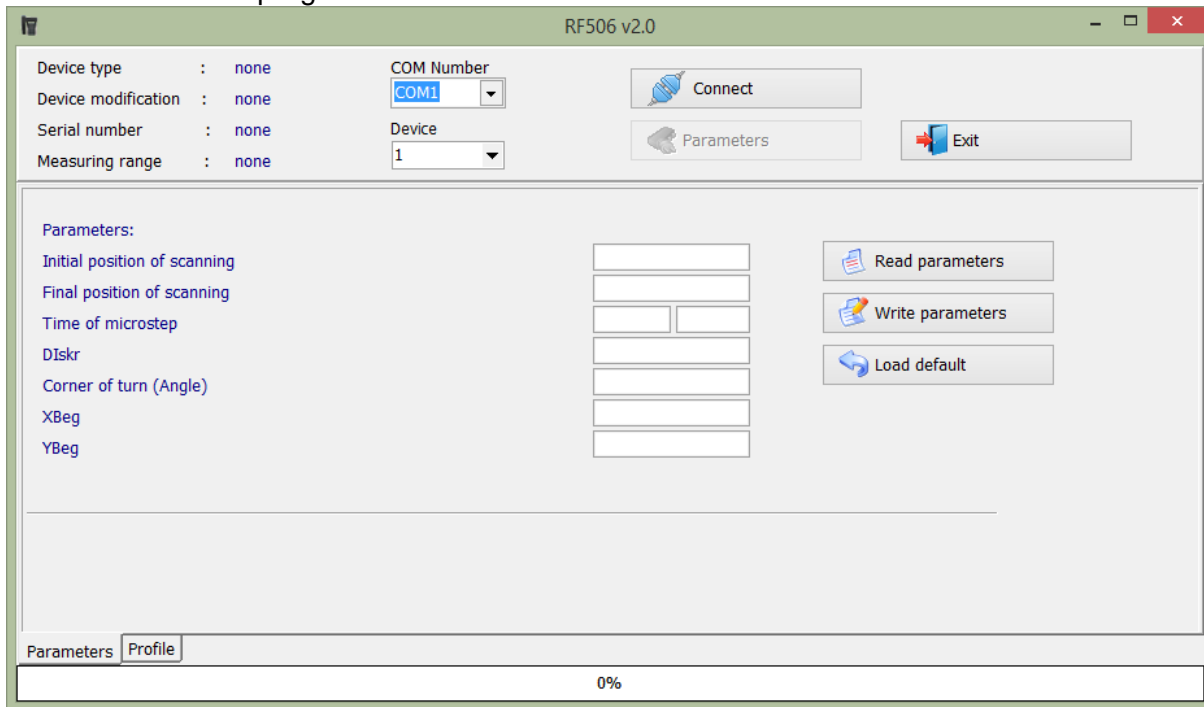 RF506 v2.0
Device type : none
Device modification : none
Serial number : none
Measuring range : none
COM Number
COM1
Device
1
Connect
Parameters
Exit
Parameters:
Initial position of scanning
Final position of scanning
Time of microstep
DIskr
Corner of turn (Angle)
XBeg
YBeg
Read parameters
Write parameters
Load default
Parameters Profile
0%